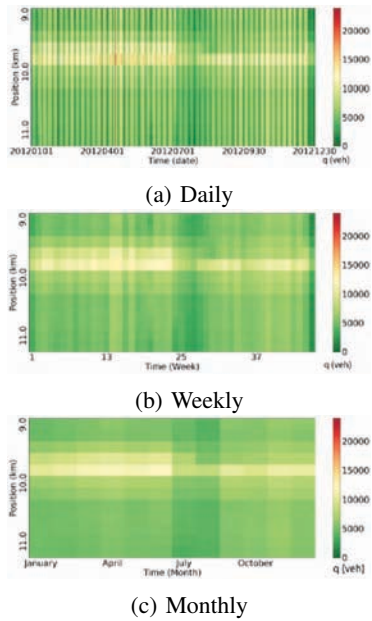 9.0
10.0
11.0
Position (km)
20120101 20120401 20120701 20120930 20121230
Time (date)
20000
15000
10000
5000
0
q (veh)
(a) Daily
9.0
10.0
11.0
Position (km)
1 13 25 37
Time (Week)
20000
15000
10000
5000
0
q (veh)
(b) Weekly
9.0
10.0
11.0
Position (km)
January April July October
Time (Month)
20000
15000
10000
5000
0
q [veh]
(c) Monthly